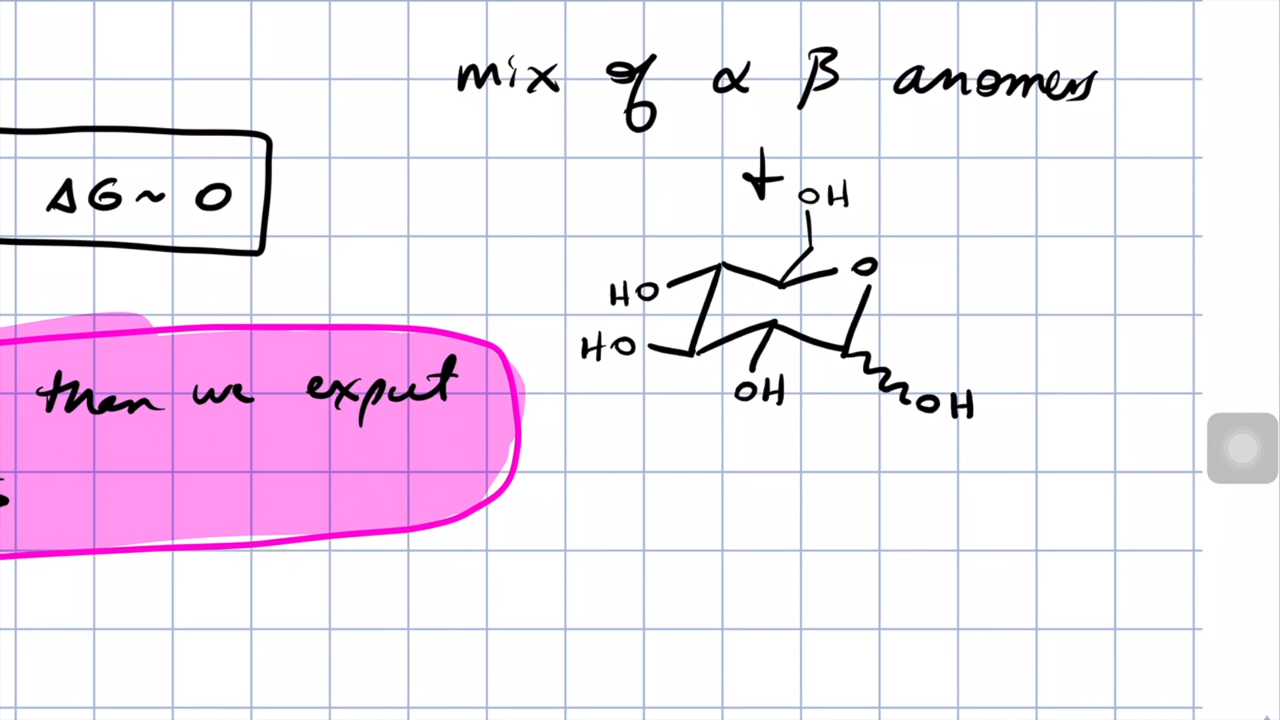 mix of α β anomers
ΔG ~ 0
+
OH
O
HO
HO
OH
OH
than we expect
s